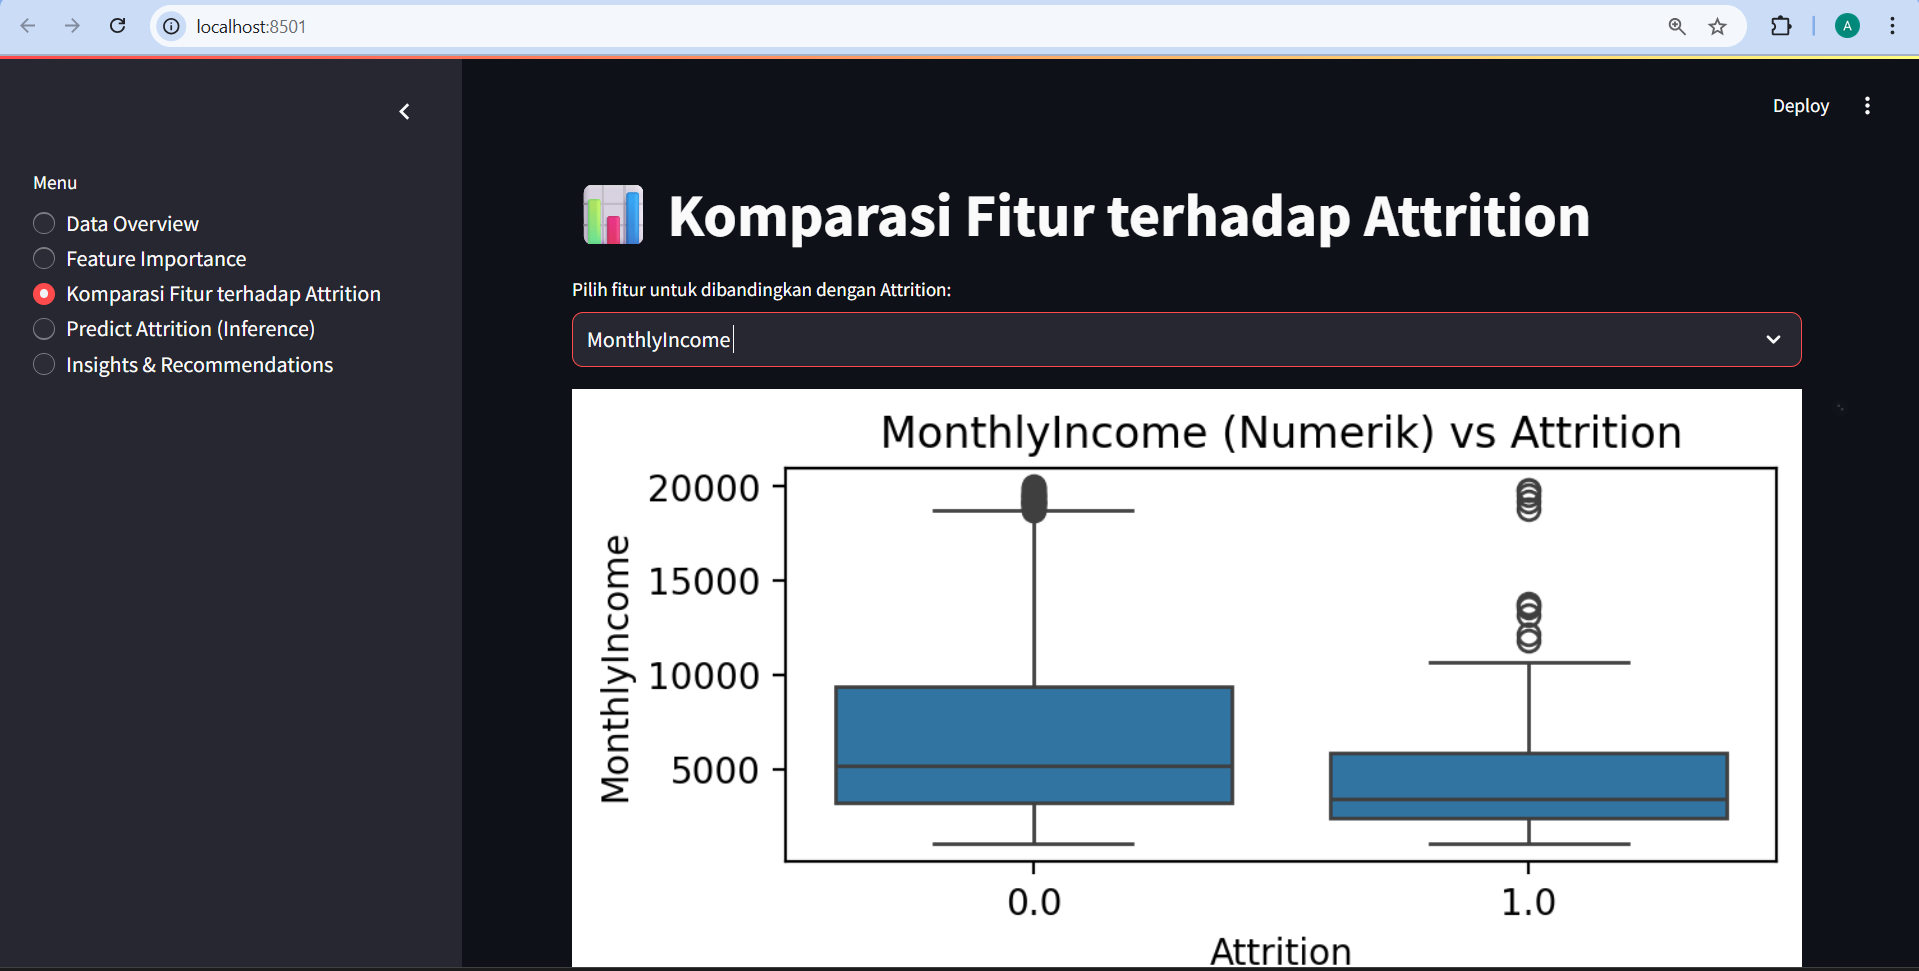 localhost:8501
A
Deploy
Menu
Data Overview
Feature Importance
Komparasi Fitur terhadap Attrition
Predict Attrition (Inference)
Insights & Recommendations
Komparasi Fitur terhadap Attrition
Pilih fitur untuk dibandingkan dengan Attrition:
MonthlyIncome
MonthlyIncome (Numerik) vs Attrition
MonthlyIncome
20000
15000
10000
5000
0.0 1.0
Attrition